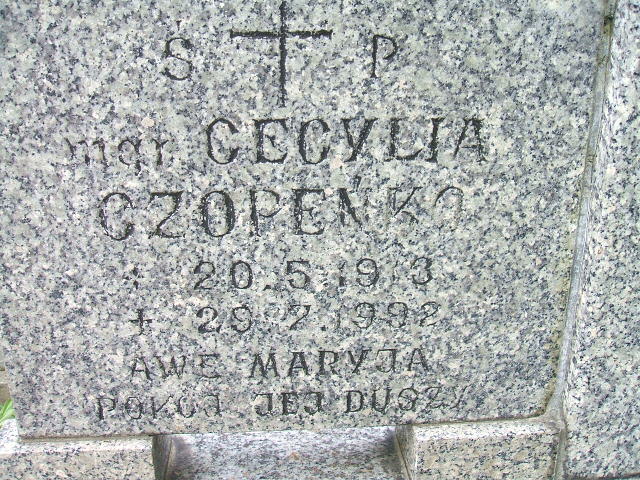 Ś P
mgr CECYLIA
CZOPEŃKO
* 20.5.1913
+ 29.7.1992
AWE MARYJA
POKÓJ JEJ DUSZY